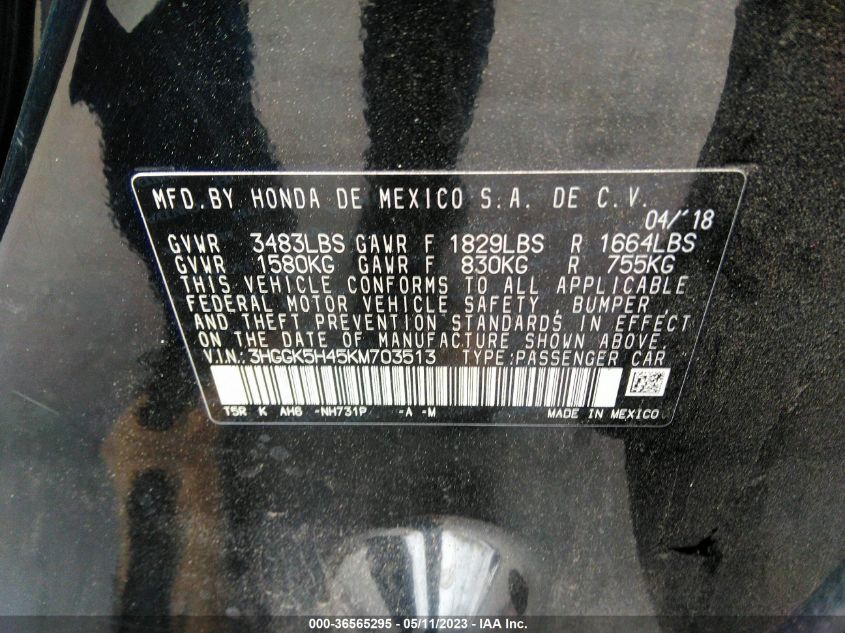 MFD.BY HONDA DE MEXICO S.A. DE C.V.
04/'18
GVWR 3483LBS GAWR F 1829LBS R 1664LBS
GVWR 1580KG GAWR F 830KG R 755KG
THIS VEHICLE CONFORMS TO ALL APPLICABLE
FEDERAL MOTOR VEHICLE SAFETY, BUMPER,
AND THEFT PREVENTION STANDARDS IN EFFECT
ON THE DATE OF MANUFACTURE SHOWN ABOVE.
V.I.N.:3HGGK5H45KM703513 TYPE:PASSENGER CAR
T5R K AH6 -NH731P -A -M MADE IN MEXICO
000-36565295 - 05/11/2023 - IAA Inc.